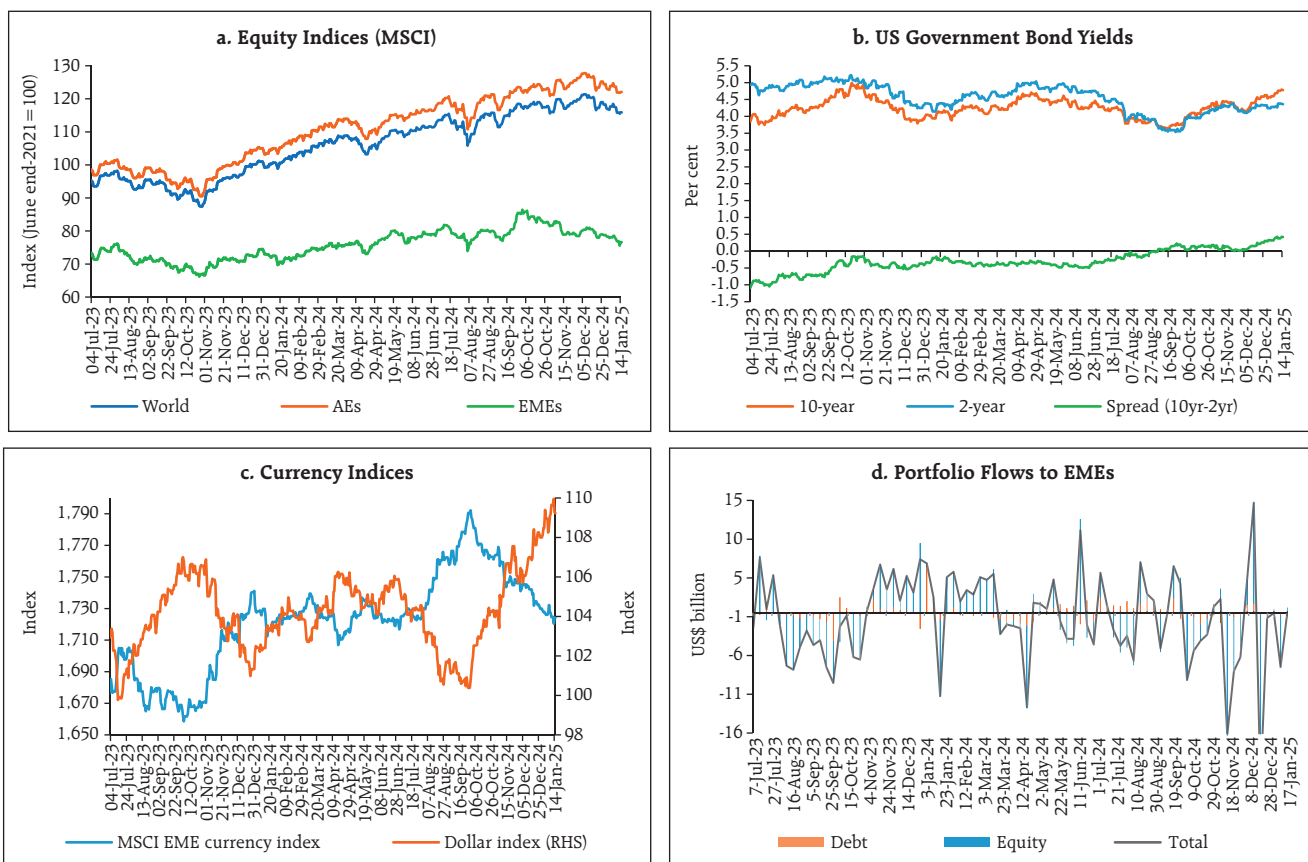 a. Equity Indices (MSCI)
Index (June end-2021 = 100)
130
120
110
100
90
80
70
60
04-Jul-23
24-Jul-23
13-Aug-23
02-Sep-23
22-Sep-23
12-Oct-23
01-Nov-23
21-Nov-23
11-Dec-23
31-Dec-23
20-Jan-24
09-Feb-24
29-Feb-24
20-Mar-24
09-Apr-24
29-Apr-24
19-May-24
08-Jun-24
28-Jun-24
18-Jul-24
07-Aug-24
27-Aug-24
16-Sep-24
06-Oct-24
26-Oct-24
15-Nov-24
05-Dec-24
25-Dec-24
14-Jan-25
World AEs EMEs
b. US Government Bond Yields
Per cent
5.5
5.0
4.5
4.0
3.5
3.0
2.5
2.0
1.5
1.0
0.5
0.0
-0.5
-1.0
-1.5
04-Jul-23
24-Jul-23
13-Aug-23
02-Sep-23
22-Sep-23
12-Oct-23
01-Nov-23
21-Nov-23
11-Dec-23
31-Dec-23
20-Jan-24
09-Feb-24
29-Feb-24
20-Mar-24
09-Apr-24
29-Apr-24
19-May-24
08-Jun-24
28-Jun-24
18-Jul-24
07-Aug-24
27-Aug-24
16-Sep-24
06-Oct-24
26-Oct-24
15-Nov-24
05-Dec-24
25-Dec-24
14-Jan-25
10-year 2-year Spread (10yr-2yr)
c. Currency Indices
Index
1,790
1,770
1,750
1,730
1,710
1,690
1,670
1,650
110
108
106
104
102
100
98
Index
04-Jul-23
24-Jul-23
13-Aug-23
02-Sep-23
22-Sep-23
12-Oct-23
01-Nov-23
21-Nov-23
11-Dec-23
31-Dec-23
20-Jan-24
09-Feb-24
29-Feb-24
20-Mar-24
09-Apr-24
29-Apr-24
19-May-24
08-Jun-24
28-Jun-24
18-Jul-24
07-Aug-24
27-Aug-24
16-Sep-24
06-Oct-24
26-Oct-24
15-Nov-24
05-Dec-24
25-Dec-24
14-Jan-25
MSCI EME currency index Dollar index (RHS)
d. Portfolio Flows to EMEs
US$ billion
15
10
5
-1
-6
-11
-16
7-Jul-23
27-Jul-23
16-Aug-23
5-Sep-23
25-Sep-23
15-Oct-23
4-Nov-23
24-Nov-23
14-Dec-23
3-Jan-24
23-Jan-24
12-Feb-24
3-Mar-24
23-Mar-24
12-Apr-24
2-May-24
22-May-24
11-Jun-24
1-Jul-24
21-Jul-24
10-Aug-24
30-Aug-24
19-Sep-24
9-Oct-24
29-Oct-24
18-Nov-24
8-Dec-24
28-Dec-24
17-Jan-25
Debt Equity Total